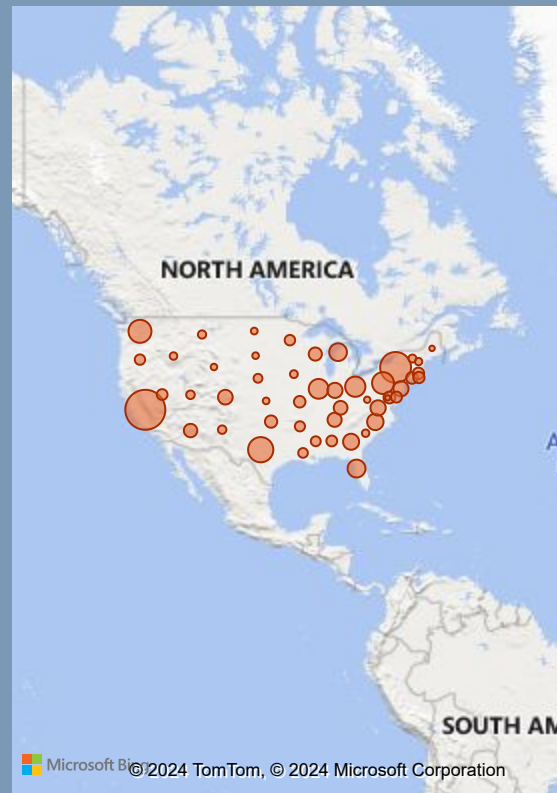 NORTH AMERICA
A
SOUTH AM
Microsoft Bing
© 2024 TomTom, © 2024 Microsoft Corporation